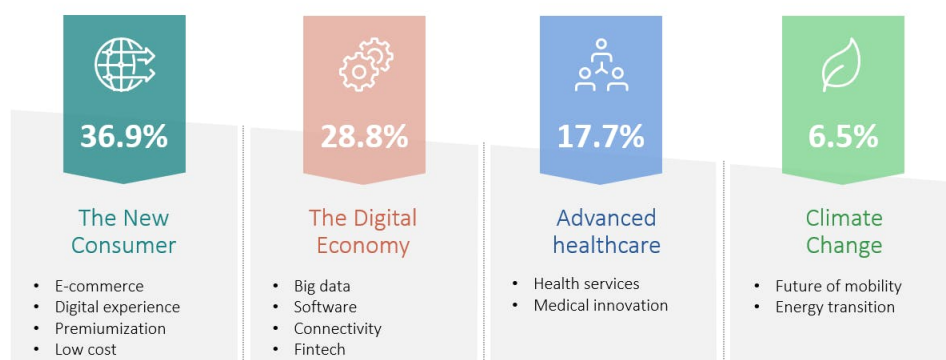 36.9%
The New
Consumer
• E-commerce
• Digital experience
• Premiumization
• Low cost
28.8%
The Digital
Economy
• Big data
• Software
• Connectivity
• Fintech
17.7%
Advanced
healthcare
• Health services
• Medical innovation
6.5%
Climate
Change
• Future of mobility
• Energy transition